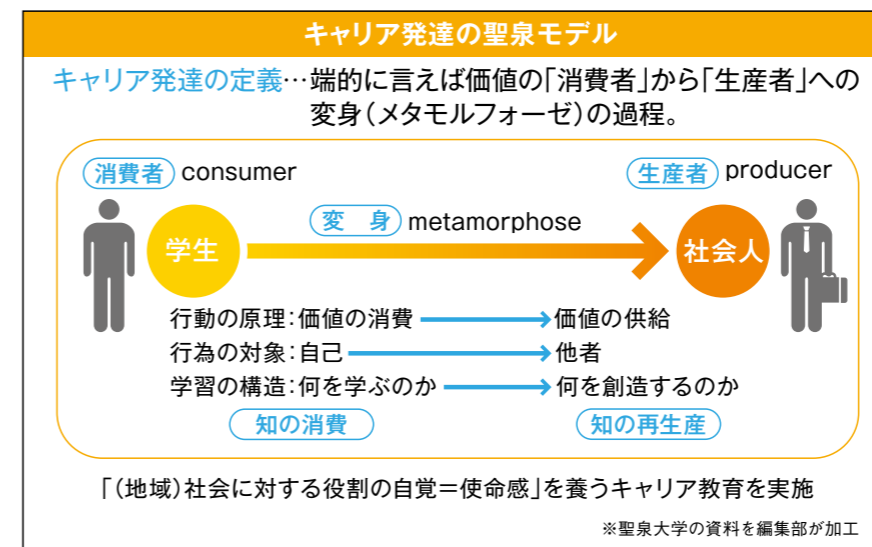 キャリア発達の聖泉モデル
キャリア発達の定義…端的に言えば価値の「消費者」から「生産者」への
変身(メタモルフォーゼ)の過程。
消費者 consumer
生産者 producer
変 身 metamorphose
学生
社会人
行動の原理:価値の消費 → 価値の供給
行為の対象:自己 → 他者
学習の構造:何を学ぶのか → 何を創造するのか
知の消費
知の再生産
「(地域)社会に対する役割の自覚=使命感」を養うキャリア教育を実施
※聖泉大学の資料を編集部が加工